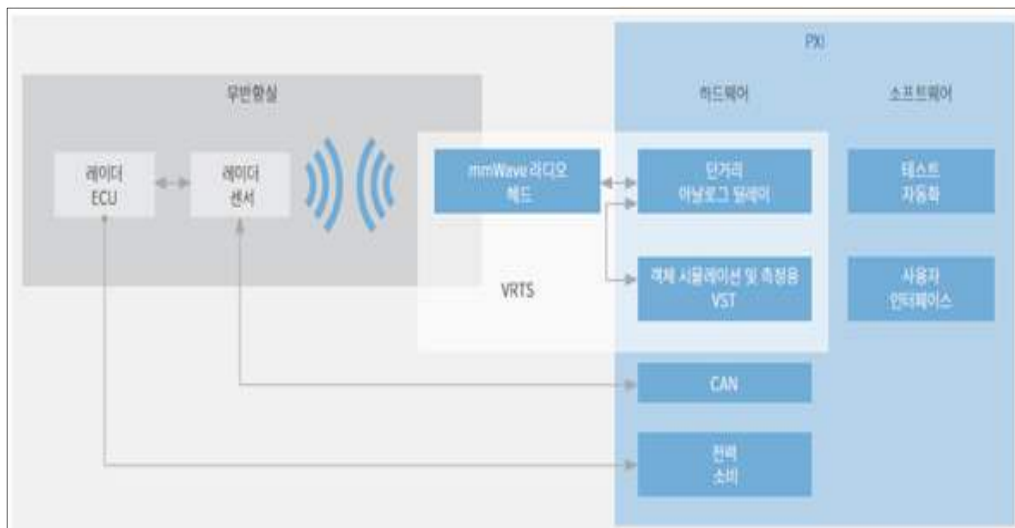 PXI
무반향실
하드웨어
소프트웨어
레이더
ECU
레이더
센서
mmWave 라디오
헤드
단거리
아날로그 딜레이
테스트
자동화
VRTS
객체 시뮬레이션 및 측정용
VST
사용자
인터페이스
CAN
전력
소비